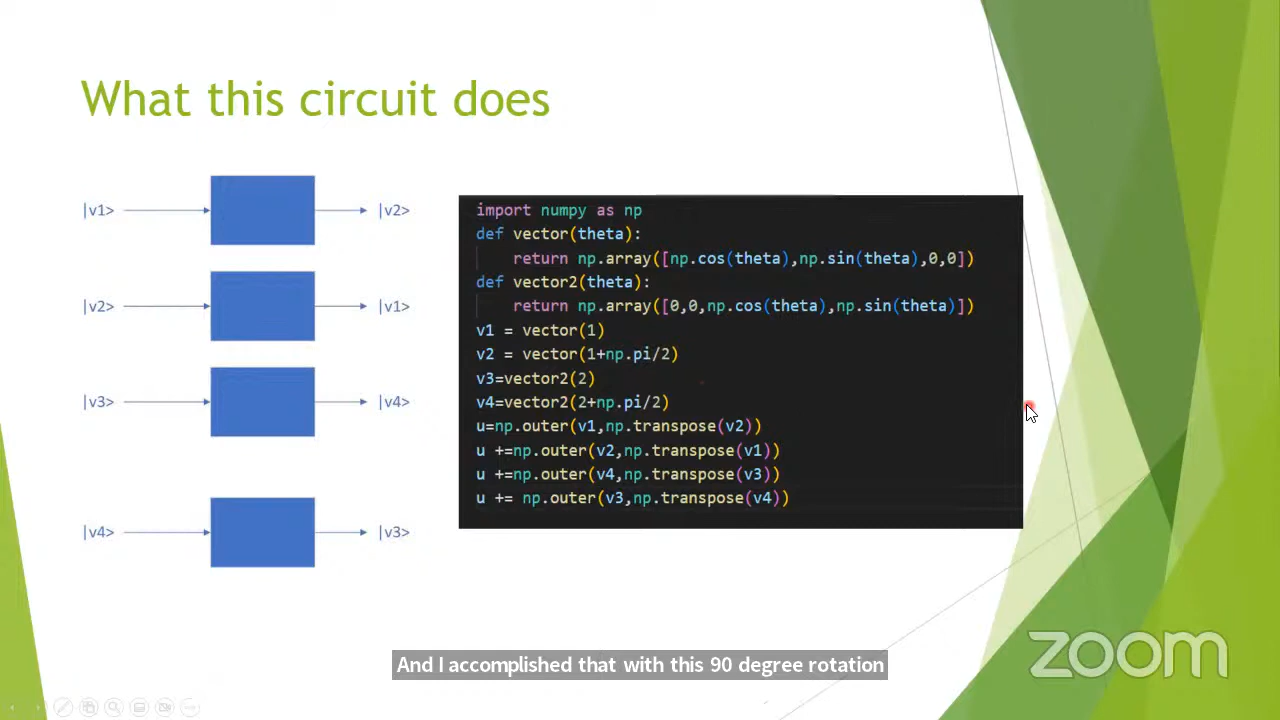 What this circuit does
|v1> |v2>
|v2> |v1>
|v3> |v4>
|v4> |v3>
import numpy as np
def vector(theta):
    return np.array([np.cos(theta),np.sin(theta),0,0])
def vector2(theta):
    return np.array([0,0,np.cos(theta),np.sin(theta)])
v1 = vector(1)
v2 = vector(1+np.pi/2)
v3=vector2(2)
v4=vector2(2+np.pi/2)
u=np.outer(v1,np.transpose(v2))
u +=np.outer(v2,np.transpose(v1))
u +=np.outer(v4,np.transpose(v3))
u += np.outer(v3,np.transpose(v4))
And I accomplished that with this 90 degree rotation
zoom